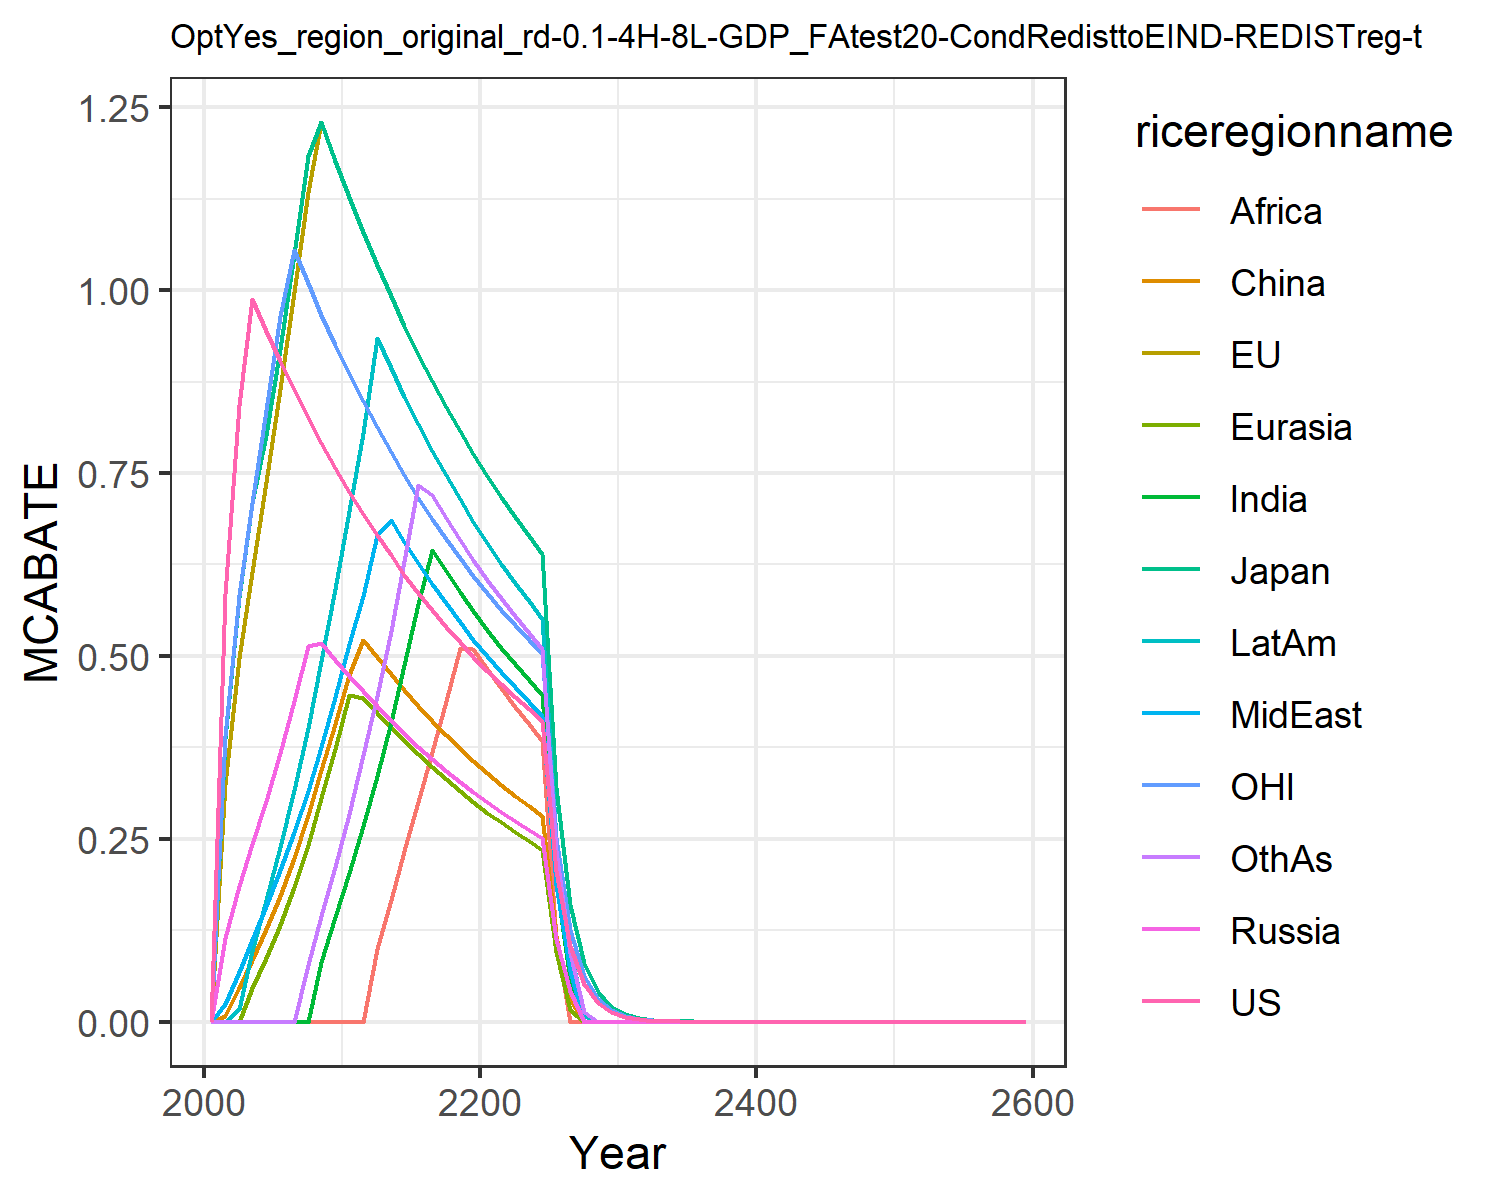 OptYes_region_original_rd-0.1-4H-8L-GDP_FAtest20-CondRedisttoEIND-REDISTreg-t
1.25
1.00
0.75
0.50
0.25
0.00
MCABATE
2000 2200 2400 2600
Year
riceregionname
Africa
China
EU
Eurasia
India
Japan
LatAm
MidEast
OHI
OthAs
Russia
US